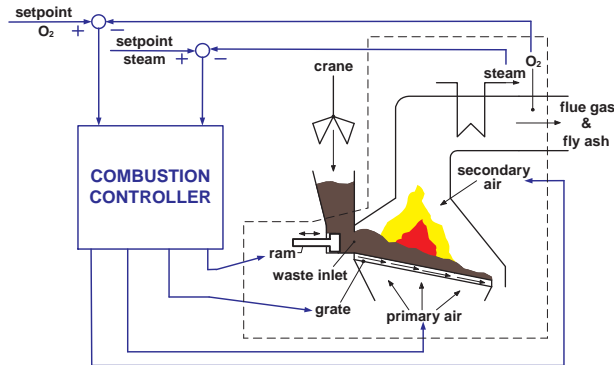 setpoint
O₂
+
−
setpoint
steam
+
−
crane
steam
O₂
flue gas
&
fly ash
COMBUSTION
CONTROLLER
secondary
air
ram
waste inlet
grate
primary air